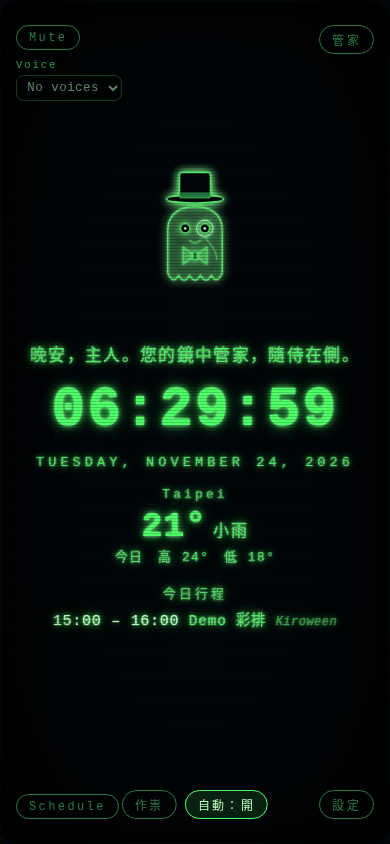 Mute
管家
Voice
No voices
晚安，主人。您的鏡中管家，隨侍在側。
06:29:59
TUESDAY, NOVEMBER 24, 2026
Taipei
21° 小雨
今日 高 24° 低 18°
今日行程
15:00 – 16:00 Demo 彩排 Kiroween
Schedule
作祟
自動：開
設定